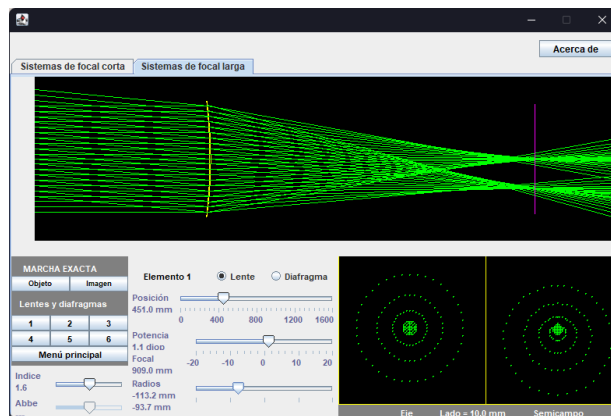 Acerca de
Sistemas de focal corta Sistemas de focal larga
MARCHA EXACTA
Objeto Imagen
Lentes y diafragmas
1 2 3
4 5 6
Menú principal
Indice
1.6
Abbe
Elemento 1 Lente Diafragma
Posición
451.0 mm
0 400 800 1200 1600
Potencia
1.1 diop
Focal
909.0 mm
-20 -10 0 10 20
Radios
-113.2 mm
-93.7 mm
Eje Lado = 10.0 mm Semicampo